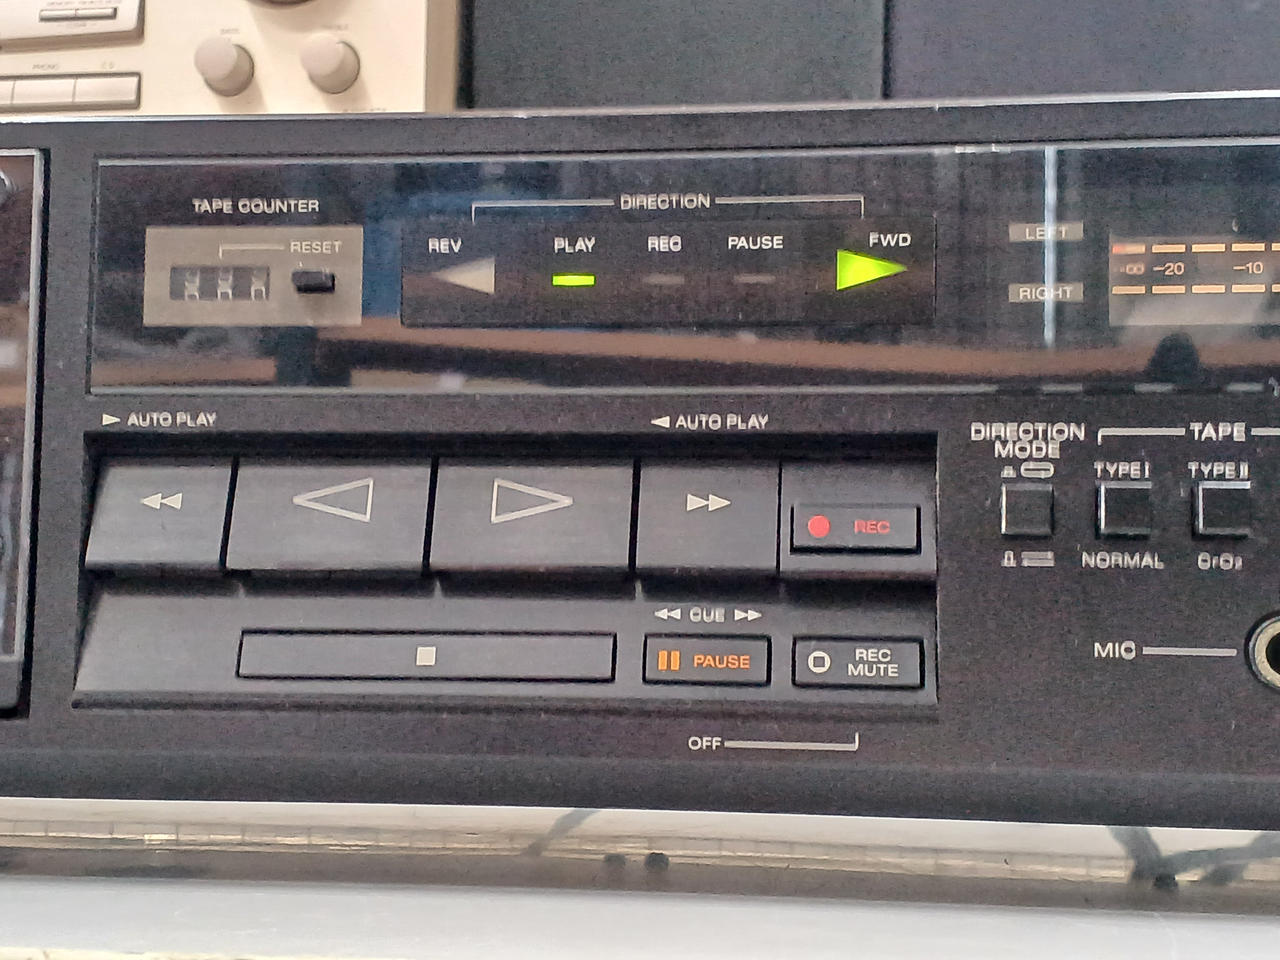 TAPE COUNTER
RESET
DIRECTION
REV
PLAY
REC
PAUSE
FWD
LEFT
RIGHT
-∞ -20 -10
▶ AUTO PLAY
◀ AUTO PLAY
DIRECTION MODE
TAPE
TYPE I
TYPE II
REC
NORMAL
CrO₂
◀◀ CUE ▶▶
PAUSE
REC
MUTE
MIC
OFF